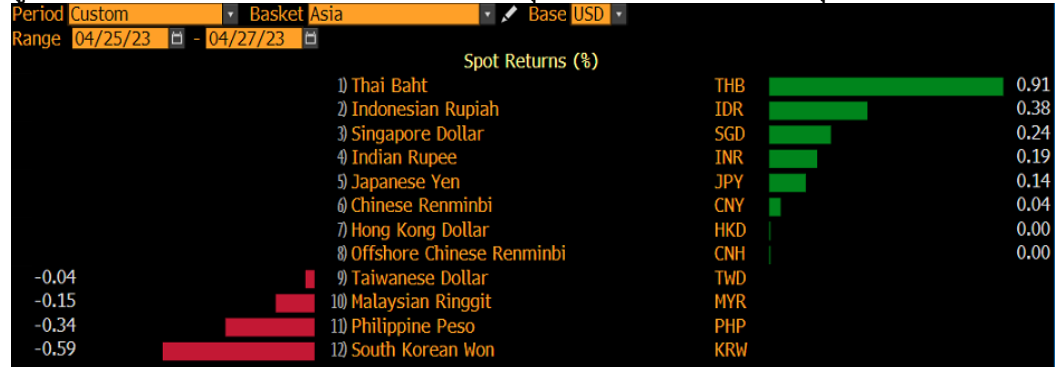 Period Custom Basket Asia Base USD
Range 04/25/23 - 04/27/23
Spot Returns (%)
1) Thai Baht THB 0.91
2) Indonesian Rupiah IDR 0.38
3) Singapore Dollar SGD 0.24
4) Indian Rupee INR 0.19
5) Japanese Yen JPY 0.14
6) Chinese Renminbi CNY 0.04
7) Hong Kong Dollar HKD 0.00
8) Offshore Chinese Renminbi CNH 0.00
-0.04 9) Taiwanese Dollar TWD
-0.15 10) Malaysian Ringgit MYR
-0.34 11) Philippine Peso PHP
-0.59 12) South Korean Won KRW